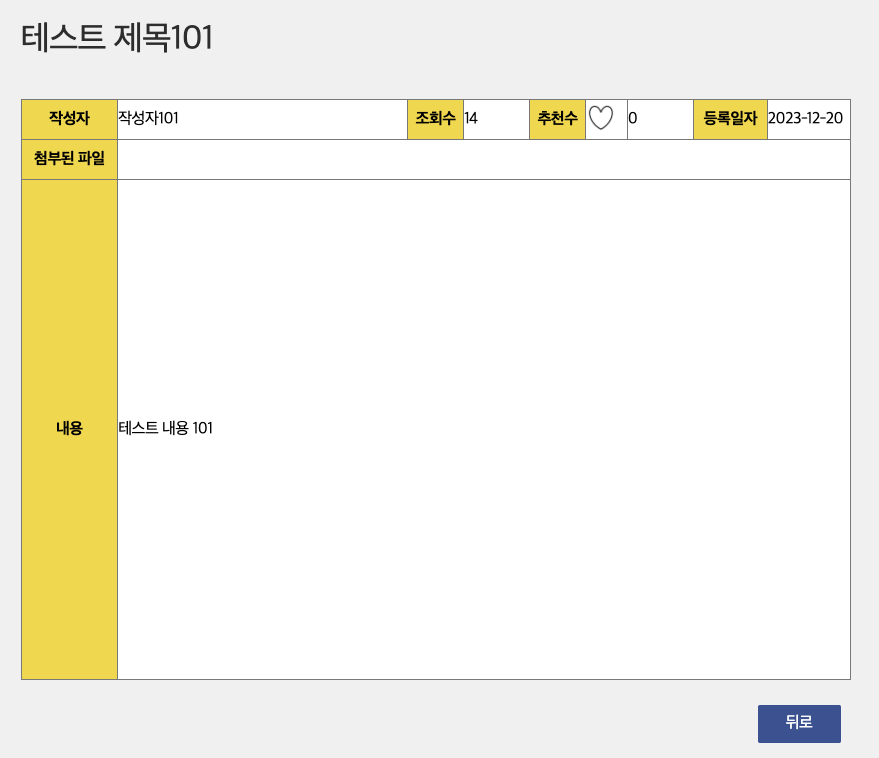 테스트 제목101
작성자 작성자101 조회수 14 추천수 0 등록일자 2023-12-20
첨부된 파일
내용 테스트 내용 101
뒤로